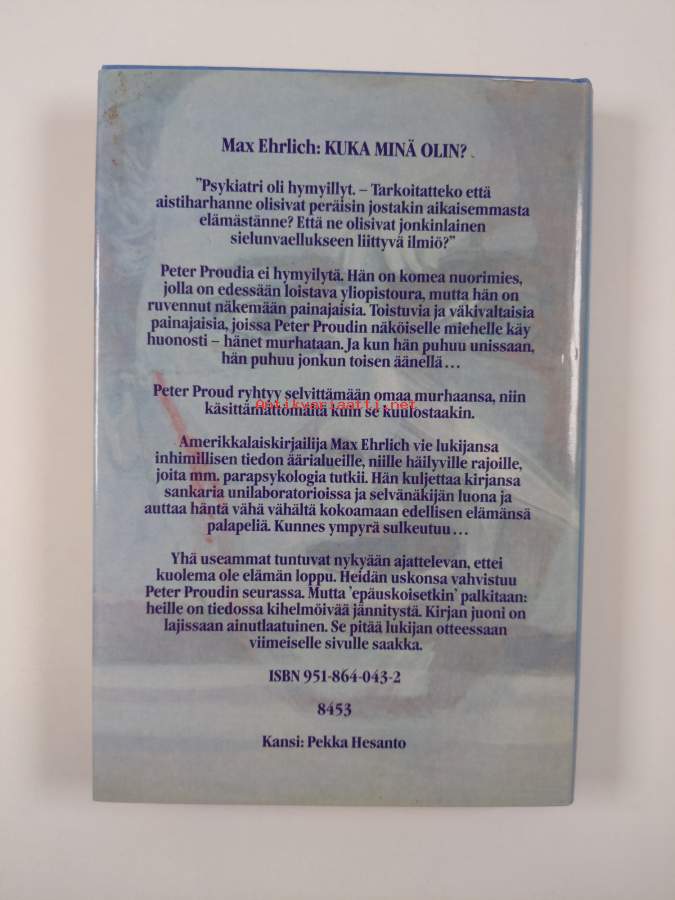 Max Ehrlich: KUKA MINÄ OLIN?
"Psykiatri oli hymyillyt. – Tarkoitatteko että
aistiharhanne olisivat peräisin jostakin aikaisemmasta
elämästänne? Että ne olisivat jonkinlainen
sielunvaellukseen liittyvä ilmiö?"
Peter Proudia ei hymyilytä. Hän on komea nuorimies,
jolla on edessään loistava yliopistoura, mutta hän on
ruvennut näkemään painajaisia. Toistuvia ja väkivaltaisia
painajaisia, joissa Peter Proudin näköiselle miehelle käy
huonosti – hänet murhataan. Ja kun hän puhuu unissaan,
hän puhuu jonkun toisen äänellä ...
Peter Proud ryhtyy selvittämään omaa murhaansa, niin
käsittämättömältä kuin se kuulostaakin.
Antikvariaatti.net
Amerikkalaiskirjailija Max Ehrlich vie lukijansa
inhimillisen tiedon äärialueille, niille häilyville rajoille,
joita mm. parapsykologia tutkii. Hän kuljettaa kirjansa
sankaria unilaboratorioissa ja selvänäkijän luona ja
auttaa häntä vähä vähältä kokoamaan edellisen elämänsä
palapeliä. Kunnes ympyrä sulkeutuu ...
Yhä useammat tuntuvat nykyään ajattelevan, ettei
kuolema ole elämän loppu. Heidän uskonsa vahvistuu
Peter Proudin seurassa. Mutta 'epäuskoisetkin' palkitaan:
heille on tiedossa kihelmöivää jännitystä. Kirjan juoni on
lajissaan ainutlaatuinen. Se pitää lukijan otteessaan
viimeiselle sivulle saakka.
ISBN 951-864-043-2
8453
Kansi: Pekka Hesanto